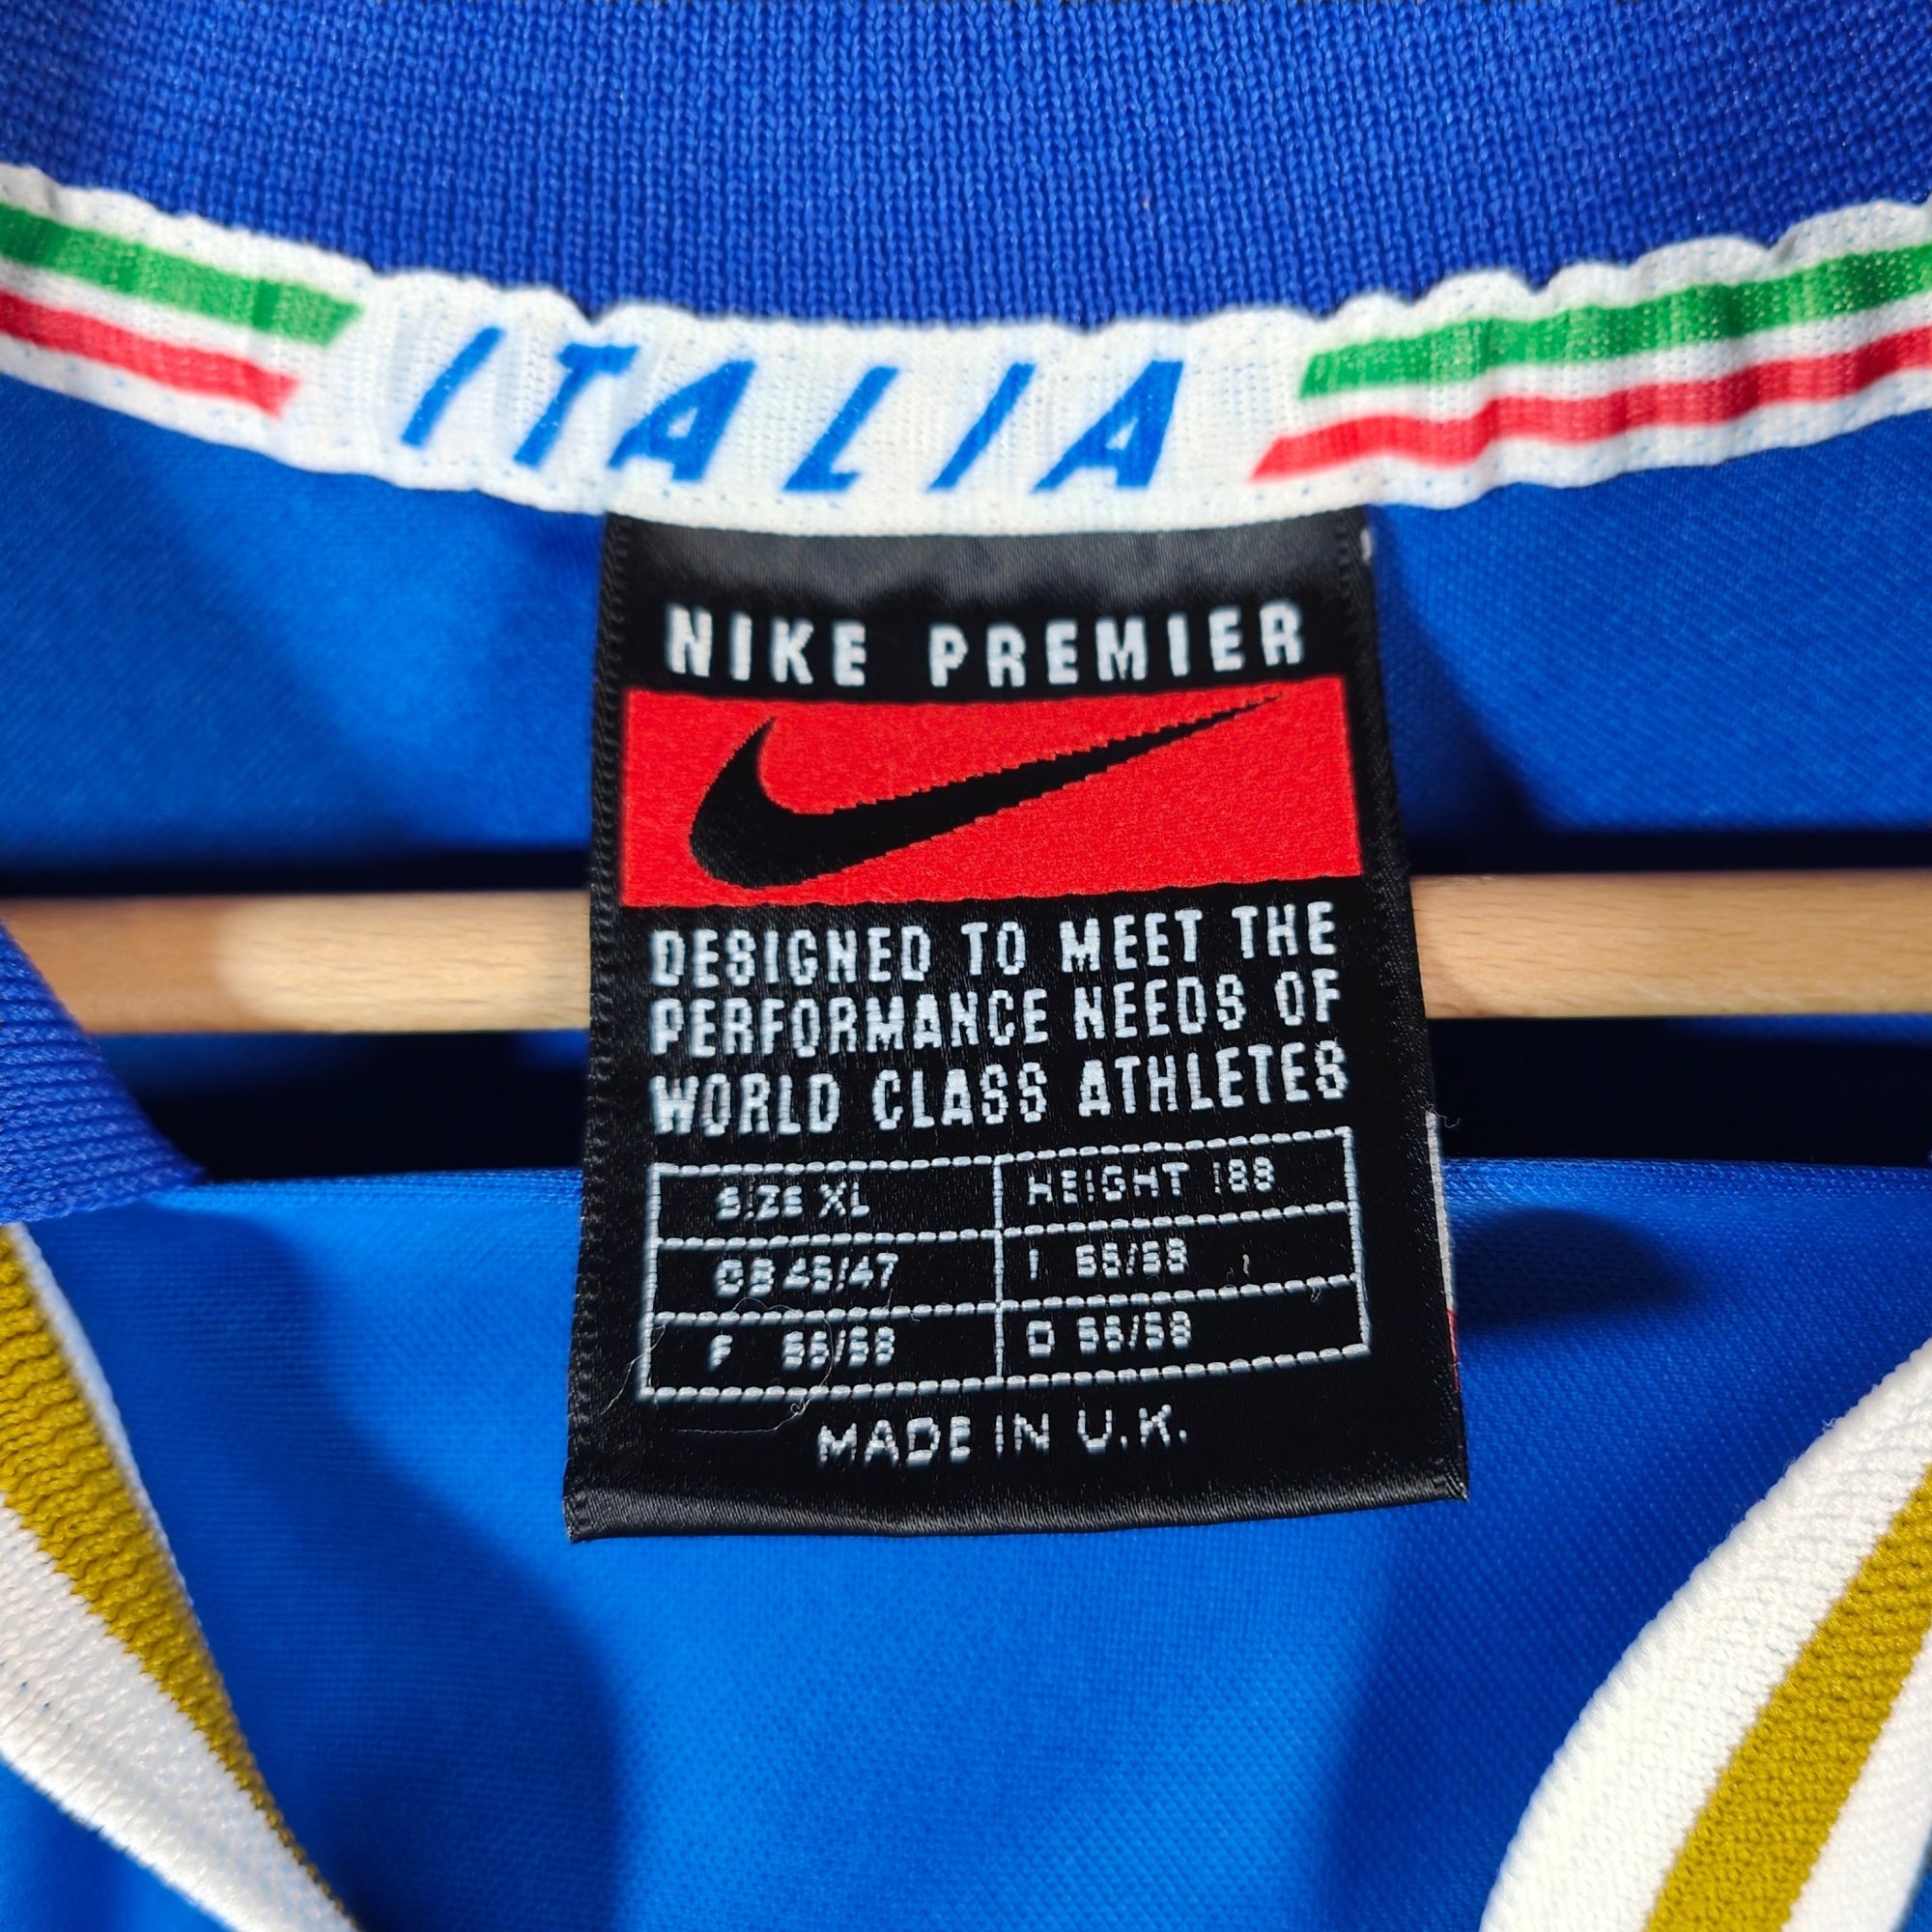 ITALIA
NIKE PREMIER
DESIGNED TO MEET THE
PERFORMANCE NEEDS OF
WORLD CLASS ATHLETES
SIZE XL HEIGHT 188
GB 45/47 I 56/58
F 56/58 D 56/58
MADE IN U.K.